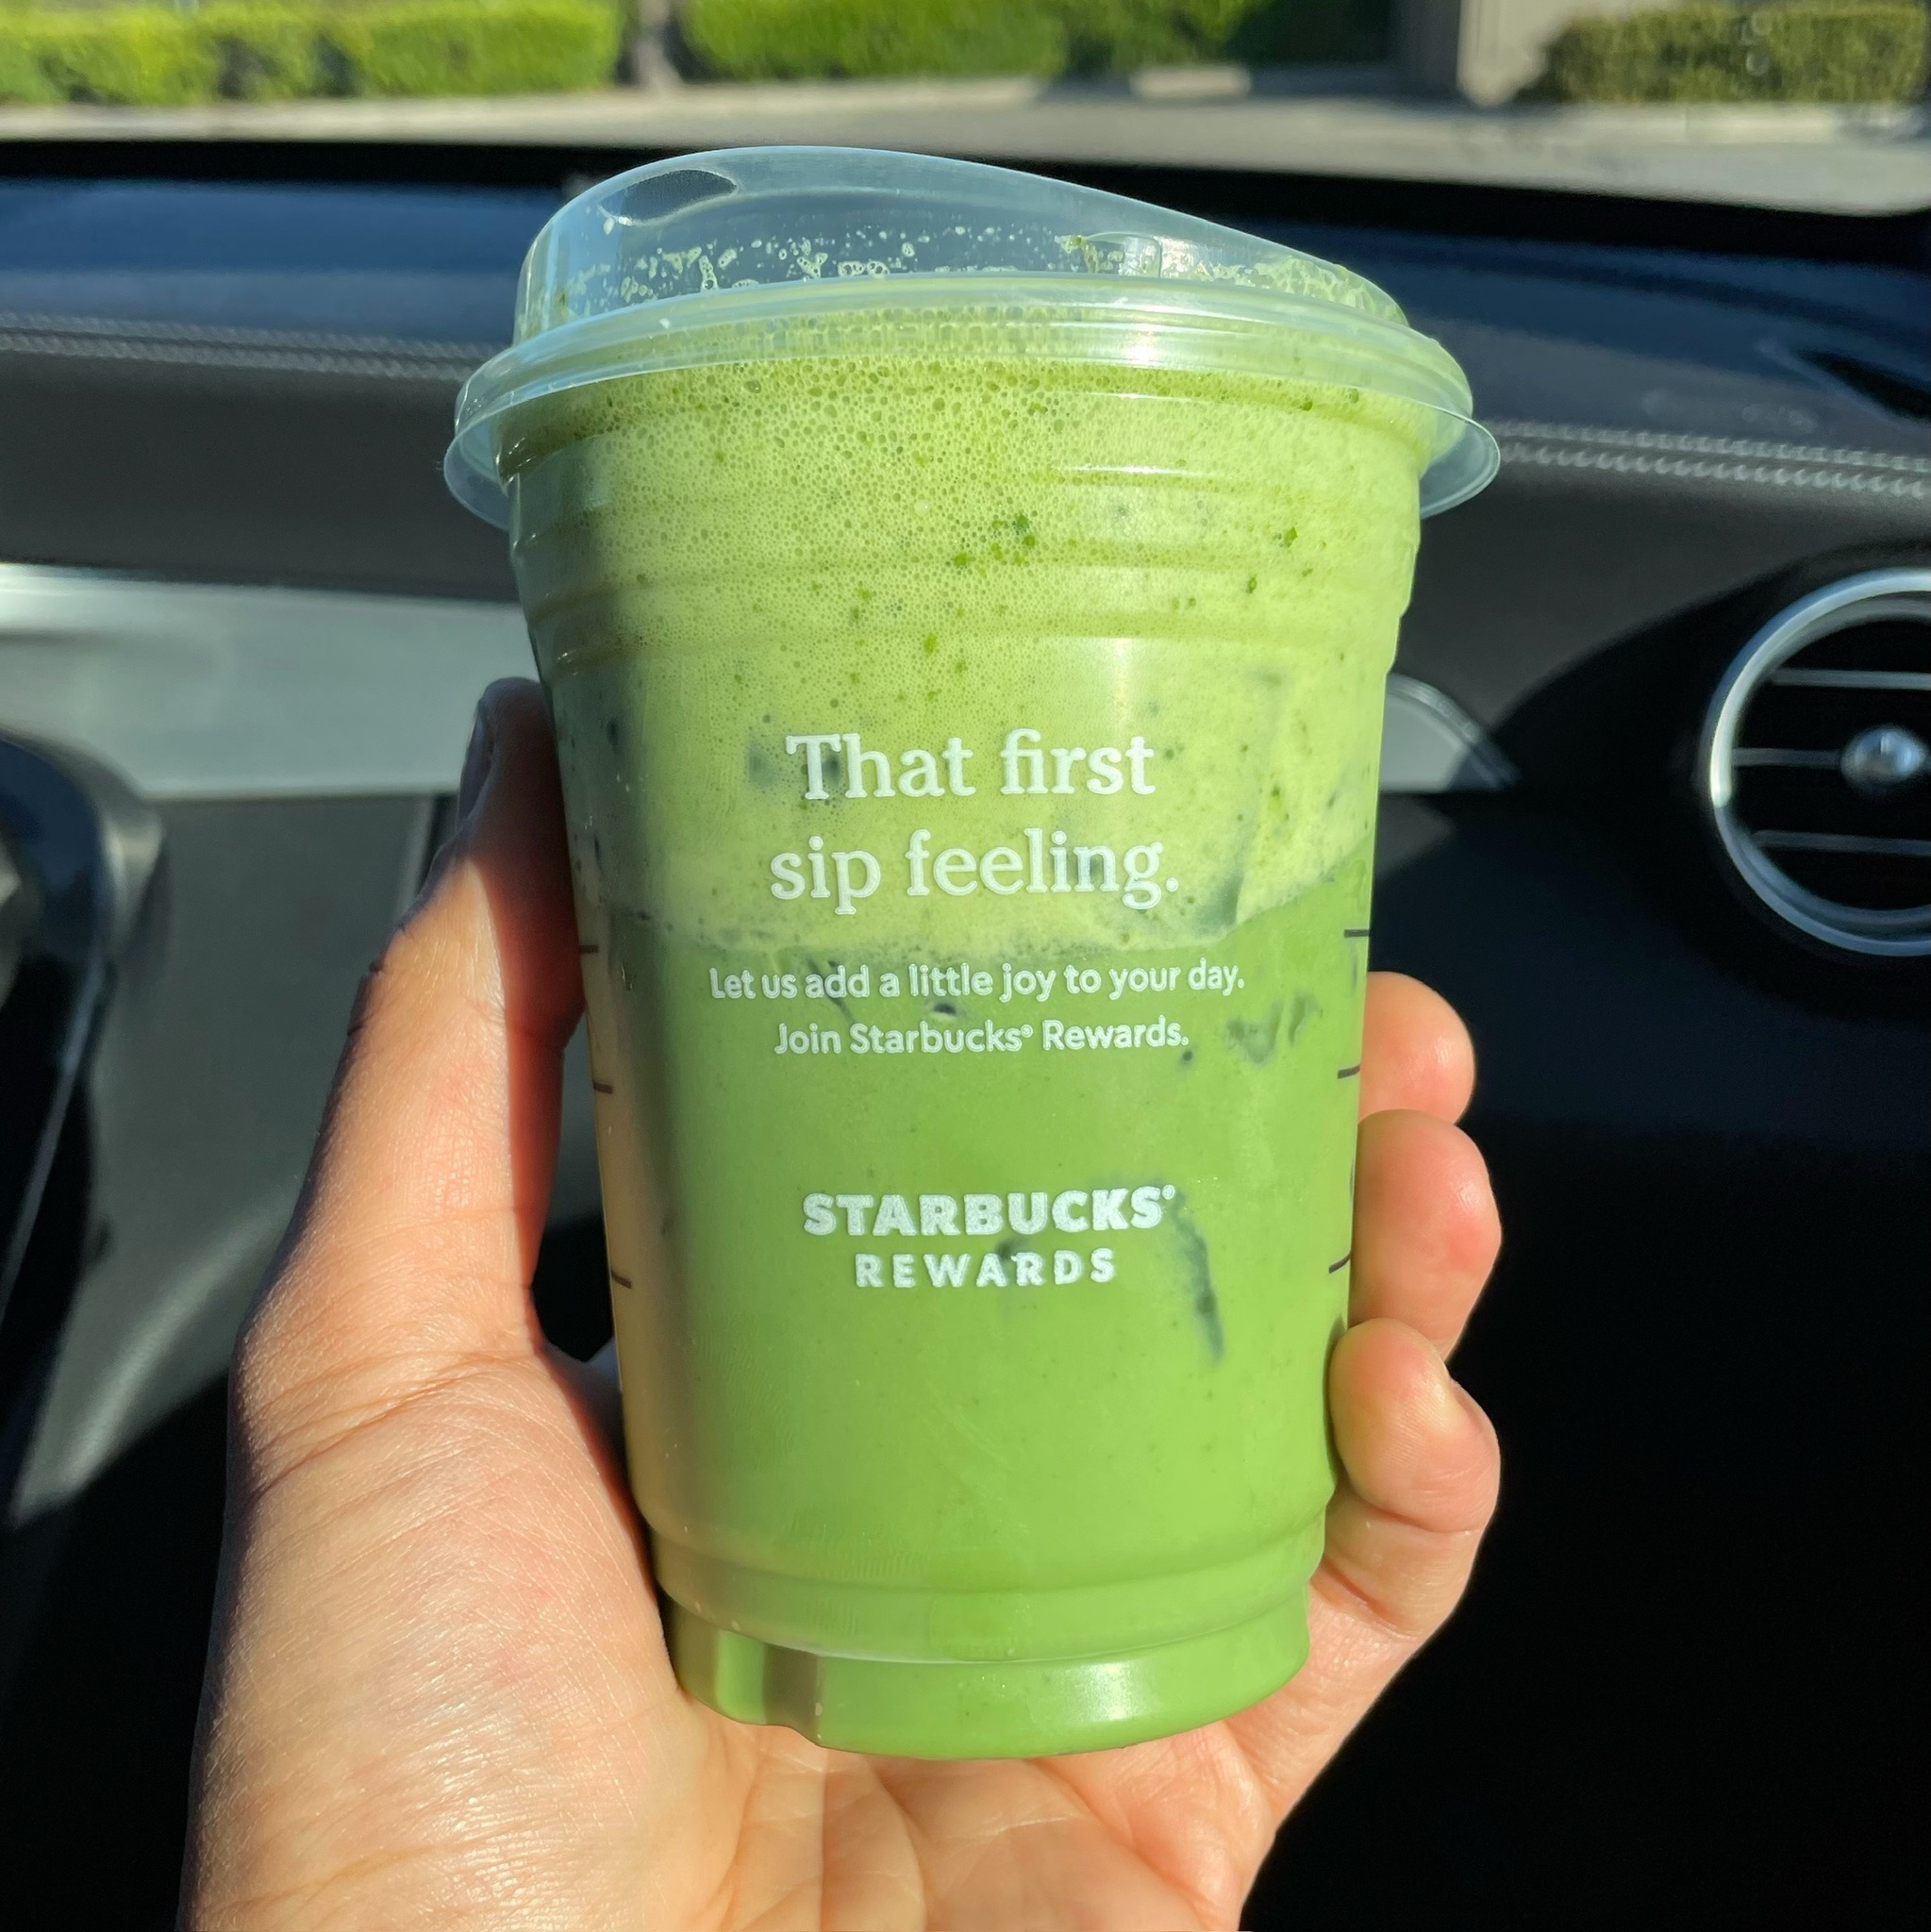 That first
sip feeling.
Let us add a little joy to your day.
Join Starbucks® Rewards.
STARBUCKS®
REWARDS